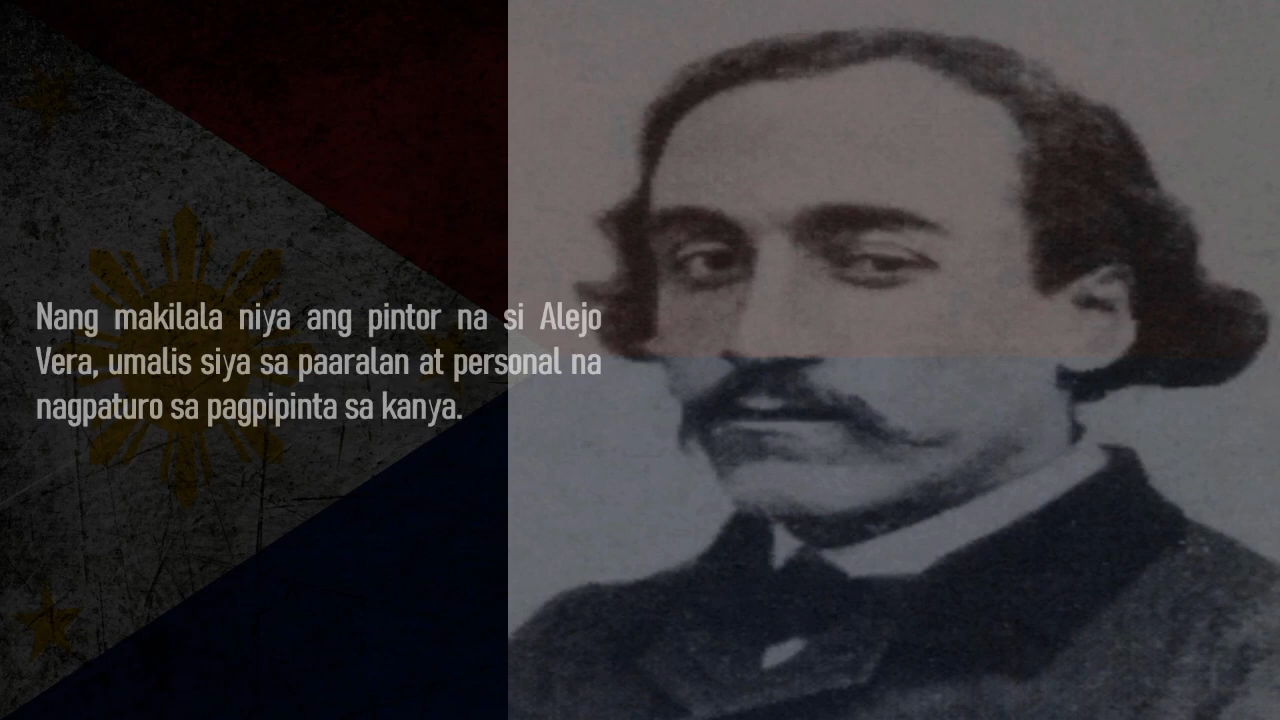 Nang makilala niya ang pintor na si Alejo
Vera, umalis siya sa paaralan at personal na
nagpaturo sa pagpipinta sa kanya.